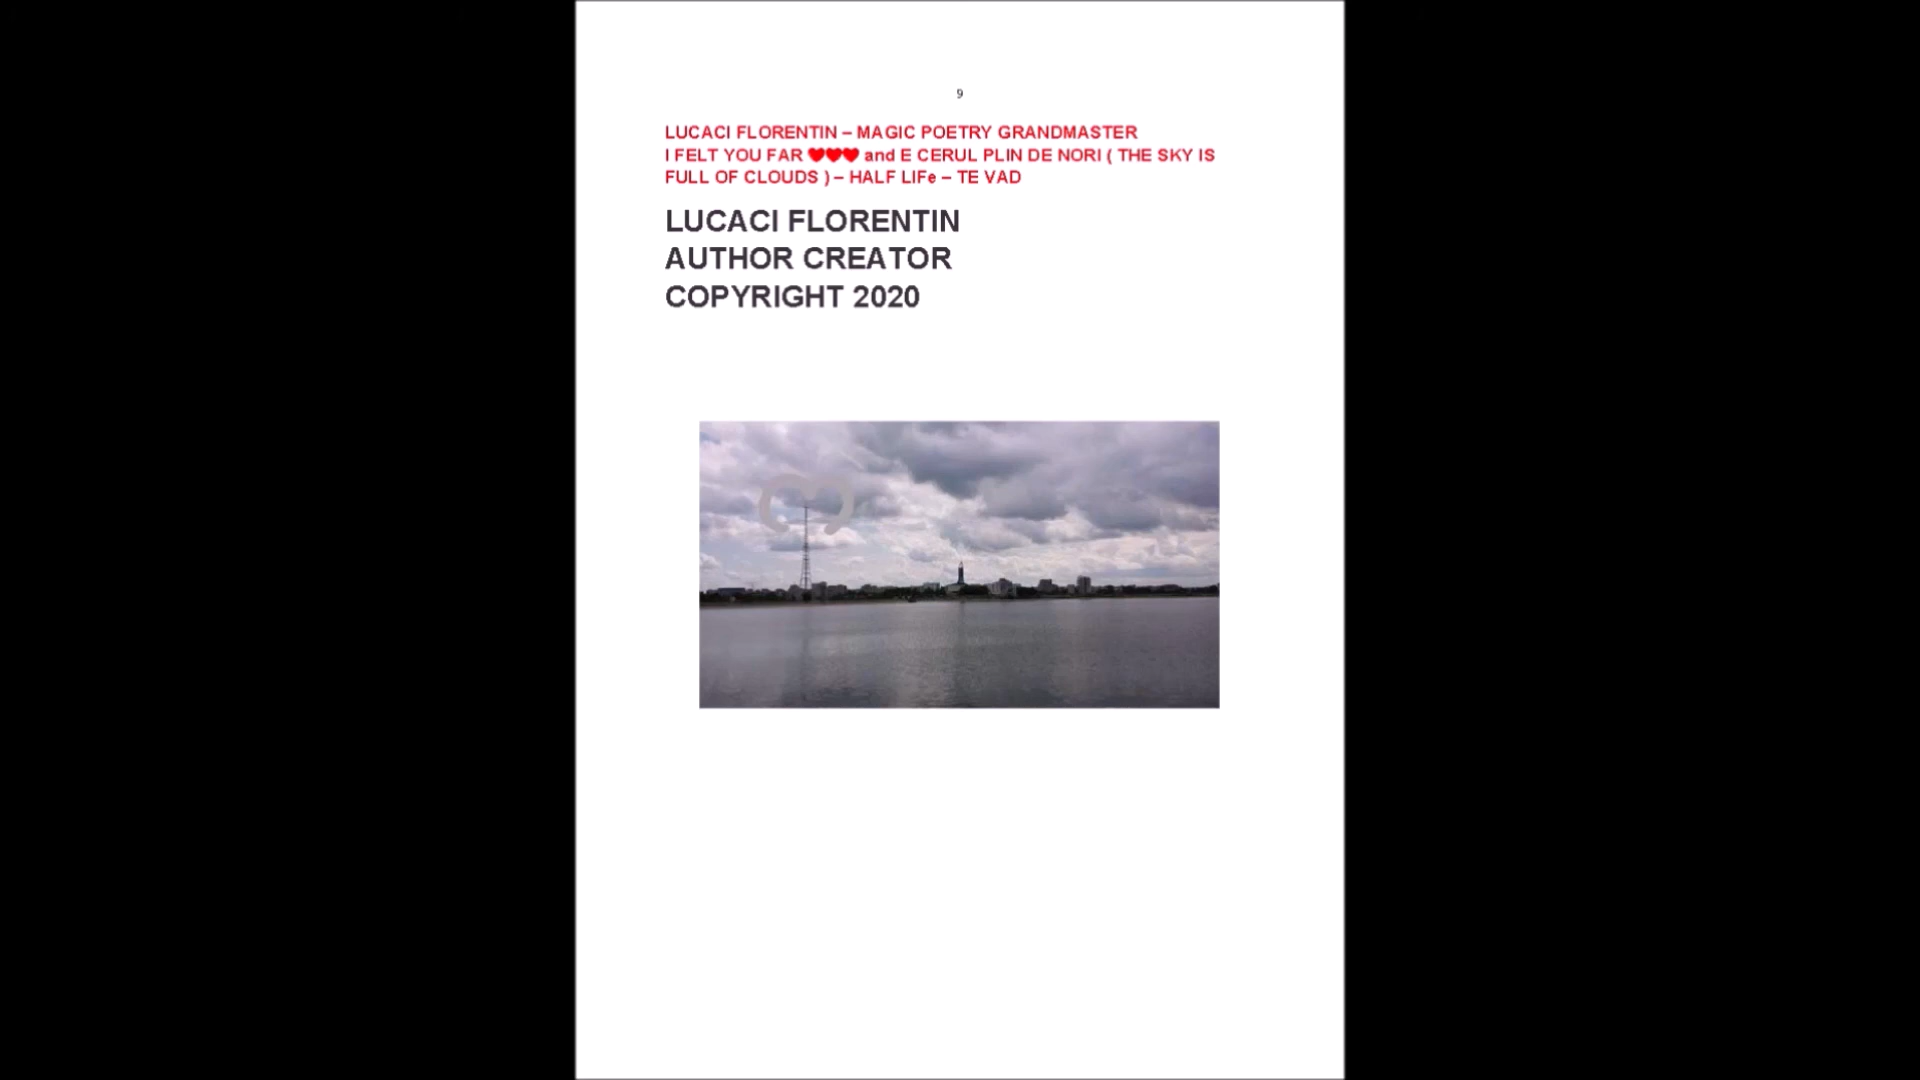 9
LUCACI FLORENTIN – MAGIC POETRY GRANDMASTER
I FELT YOU FAR ❤❤❤ and E CERUL PLIN DE NORI ( THE SKY IS
FULL OF CLOUDS ) – HALF LIFe – TE VAD
LUCACI FLORENTIN
AUTHOR CREATOR
COPYRIGHT 2020